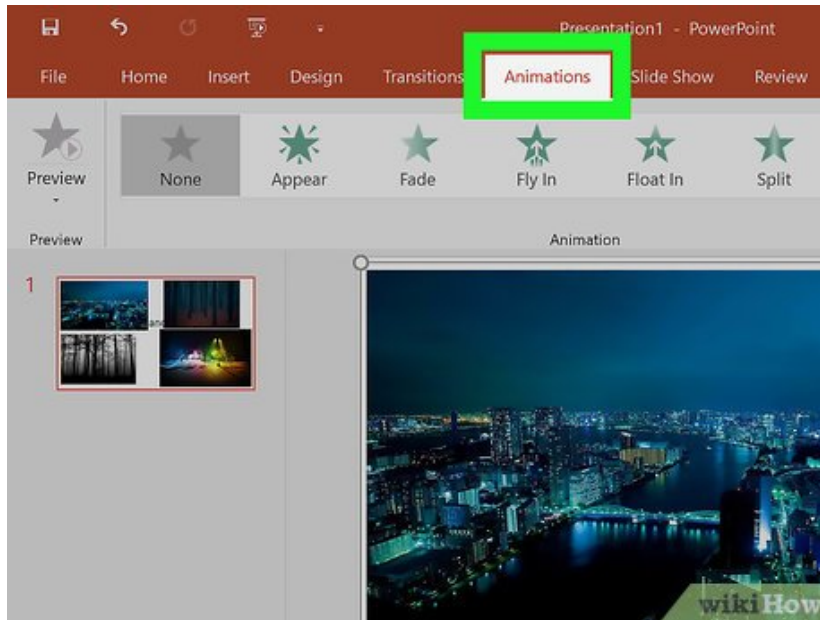 Presentation1 - PowerPoint
File Home Insert Design Transitions Animations Slide Show Review
Preview None Appear Fade Fly In Float In Split
Preview Animation
1
and
wikiHow